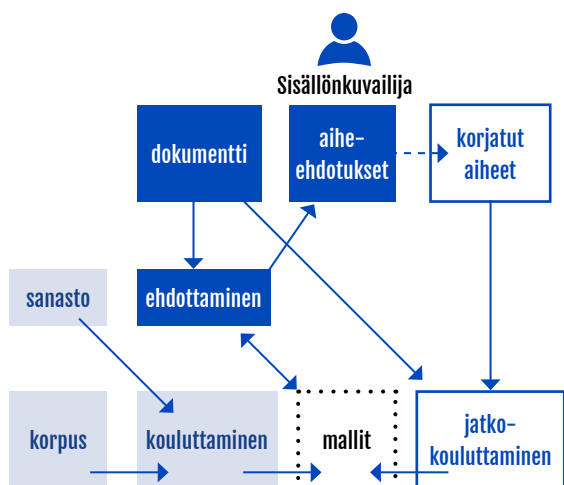 Sisällönkuvailija
dokumentti
aihe-
ehdotukset
korjatut
aiheet
sanasto
ehdottaminen
korpus
kouluttaminen
mallit
jatko-
kouluttaminen